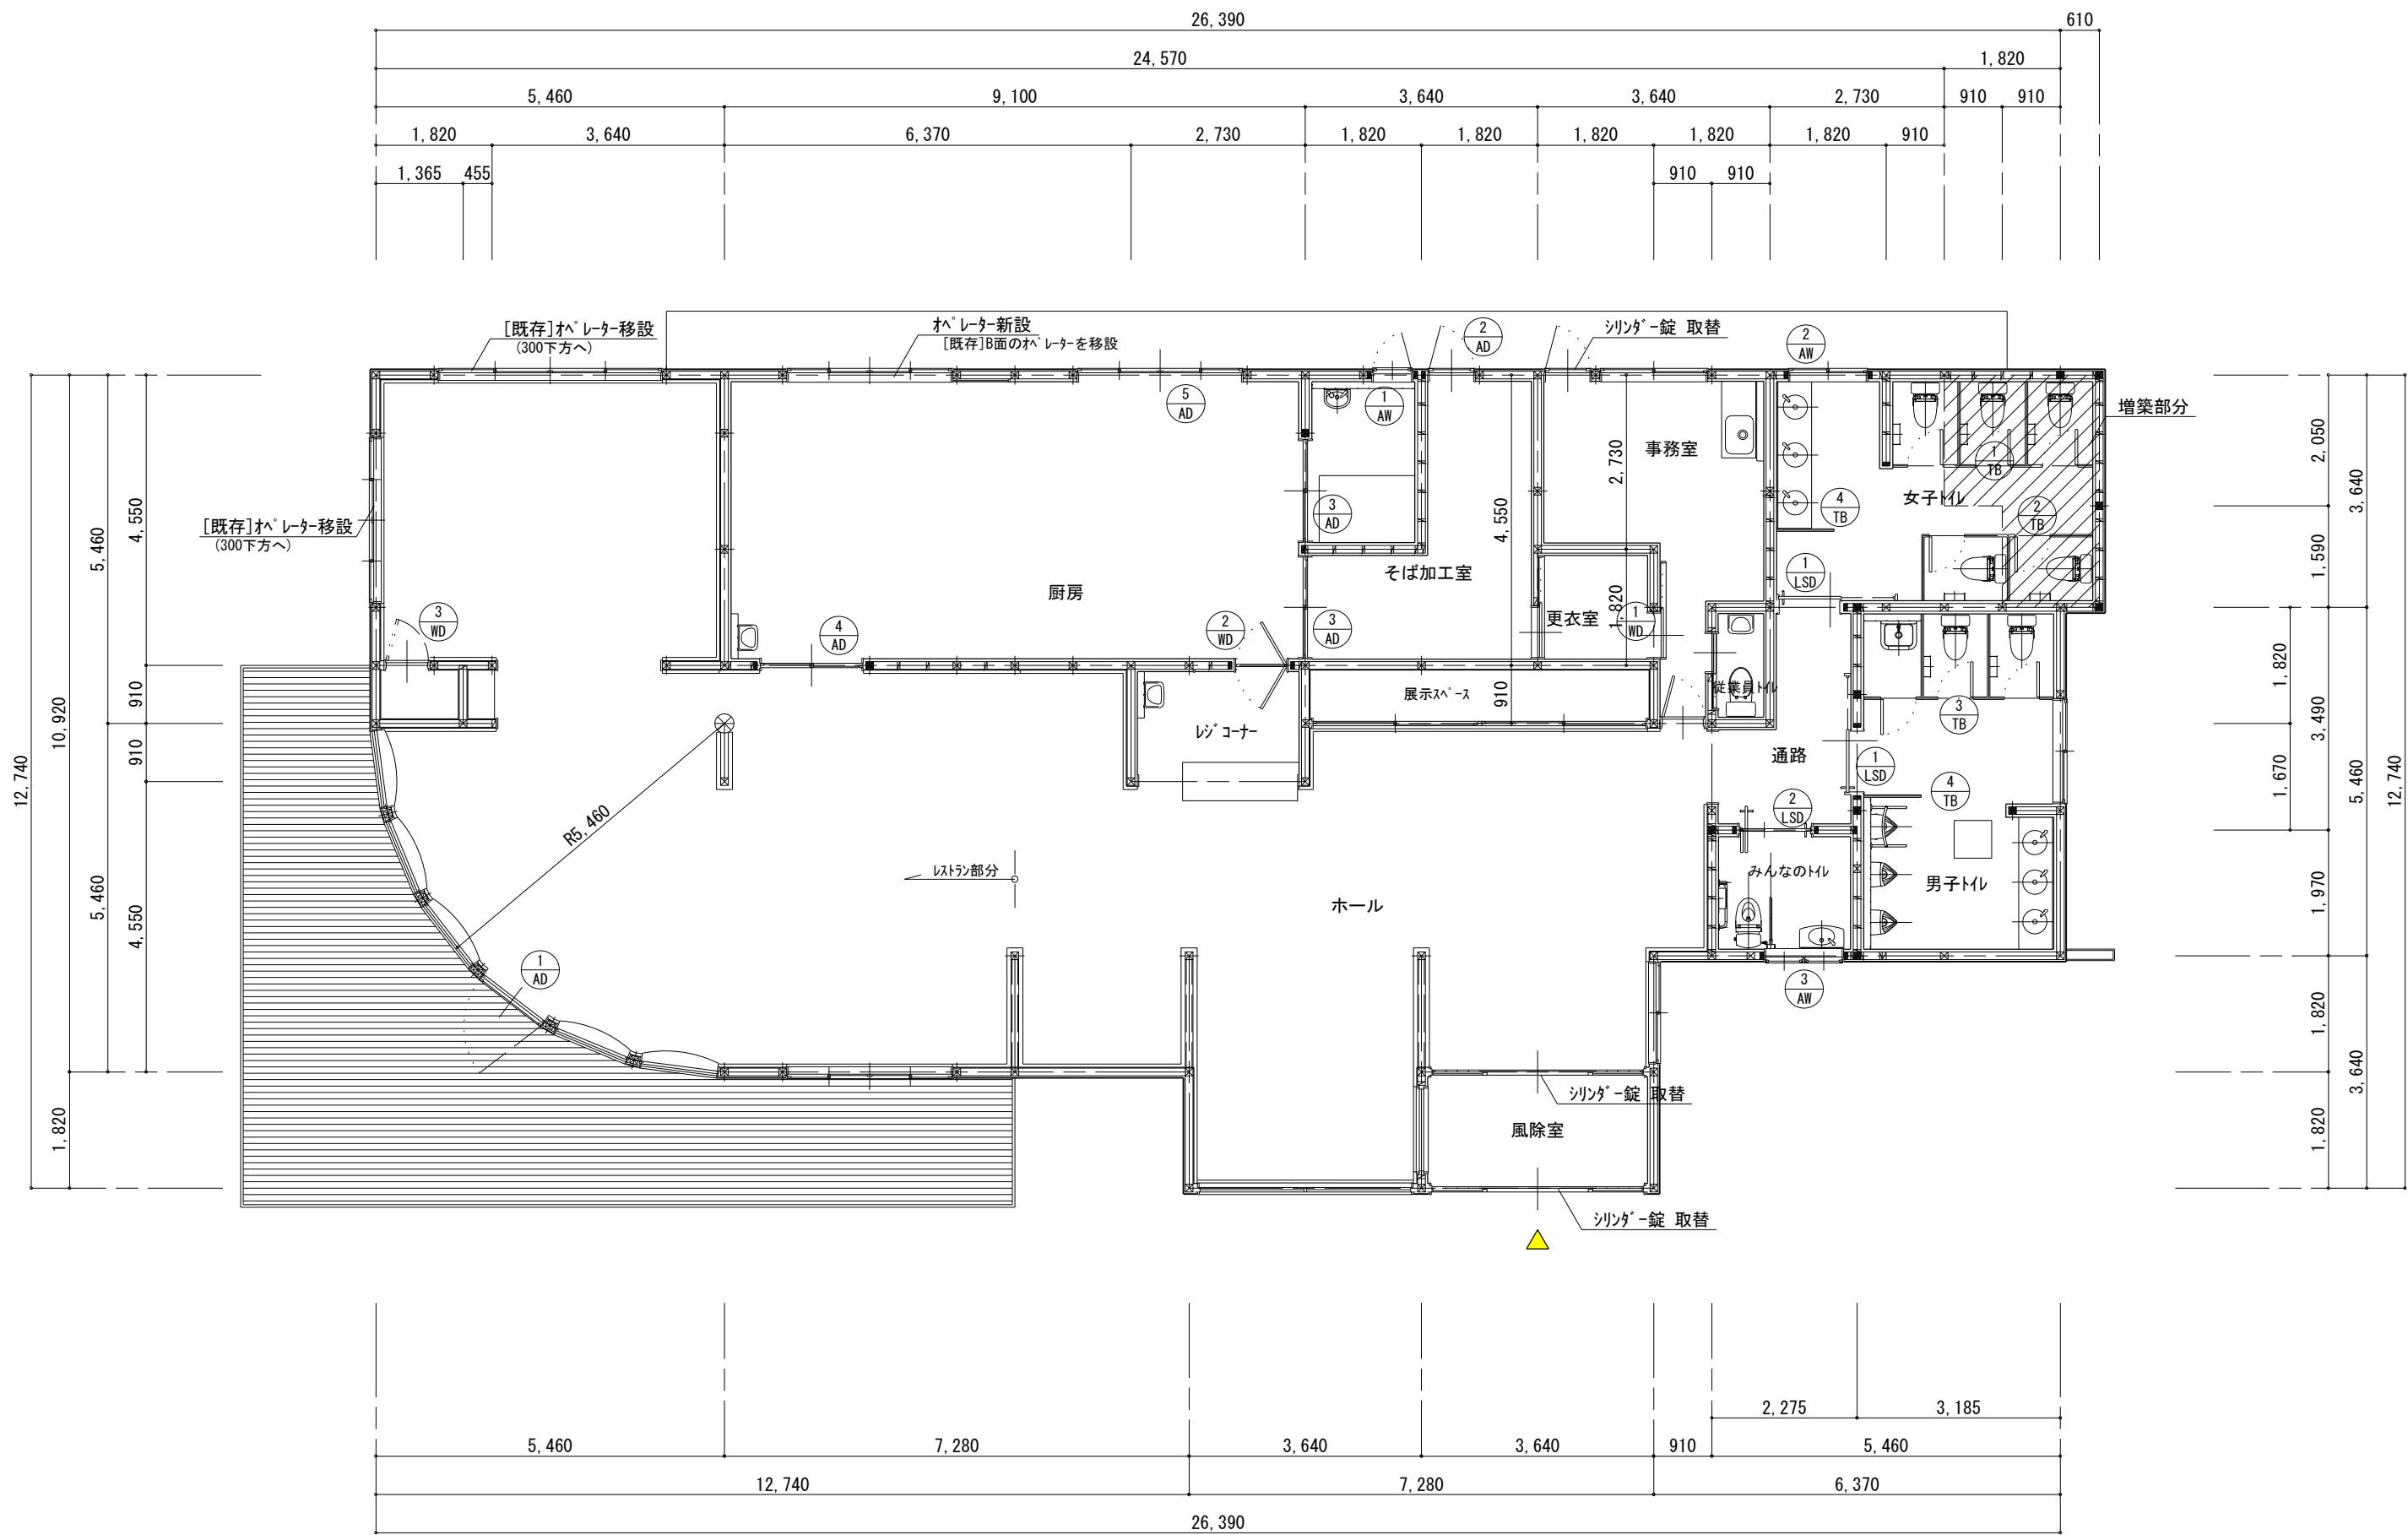 26,390
610
24,570
1,820
5,460
9,100
3,640
3,640
2,730
910
910
1,820
3,640
6,370
2,730
1,820
1,820
1,820
1,820
1,820
910
1,365
455
910
910
[既存]オペレーター移設
(300下方へ)
オペレーター新設
[既存]B面のオペレーターを移設
2
AD
シリンダー錠 取替
2
AW
5
AD
1
AW
増築部分
事務室
2,730
1
TB
女子トイレ
4
TB
2
TB
3
AD
[既存]オペレーター移設
(300下方へ)
4,550
そば加工室
1
LSD
厨房
更衣室
1,820
1
WD
3
WD
4
AD
2
WD
3
AD
展示スペース
910
従業員トイレ
3
TB
レジコーナー
通路
1
LSD
4
TB
2
LSD
R5,460
レストラン部分
みんなのトイレ
男子トイレ
ホール
1
AD
3
AW
シリンダー錠 取替
風除室
シリンダー錠 取替
12,740
10,920
1,820
5,460
5,460
4,550
910
910
4,550
2,050
1,590
3,490
1,970
1,820
1,820
1,820
1,670
3,640
5,460
3,640
12,740
2,275
3,185
5,460
7,280
3,640
3,640
910
5,460
12,740
7,280
6,370
26,390